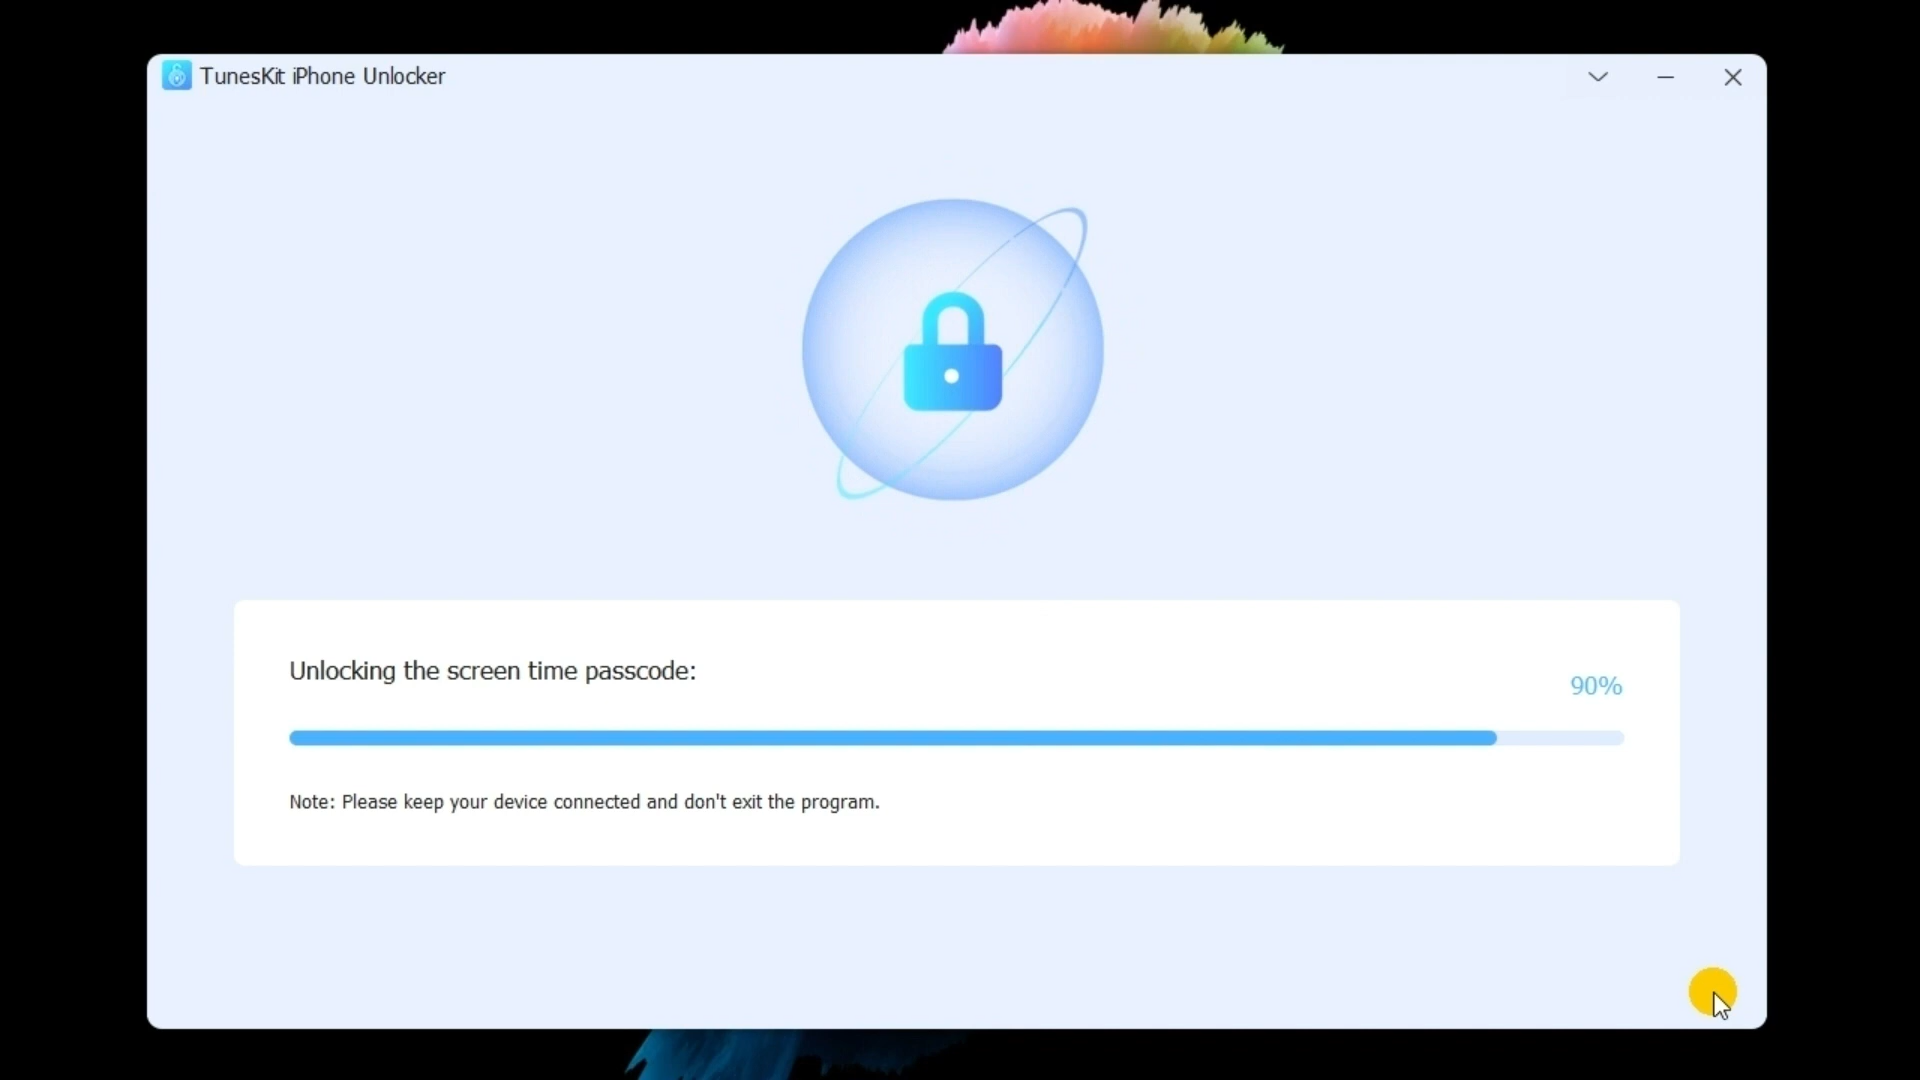 TunesKit iPhone Unlocker
Unlocking the screen time passcode:
90%
Note: Please keep your device connected and don't exit the program.